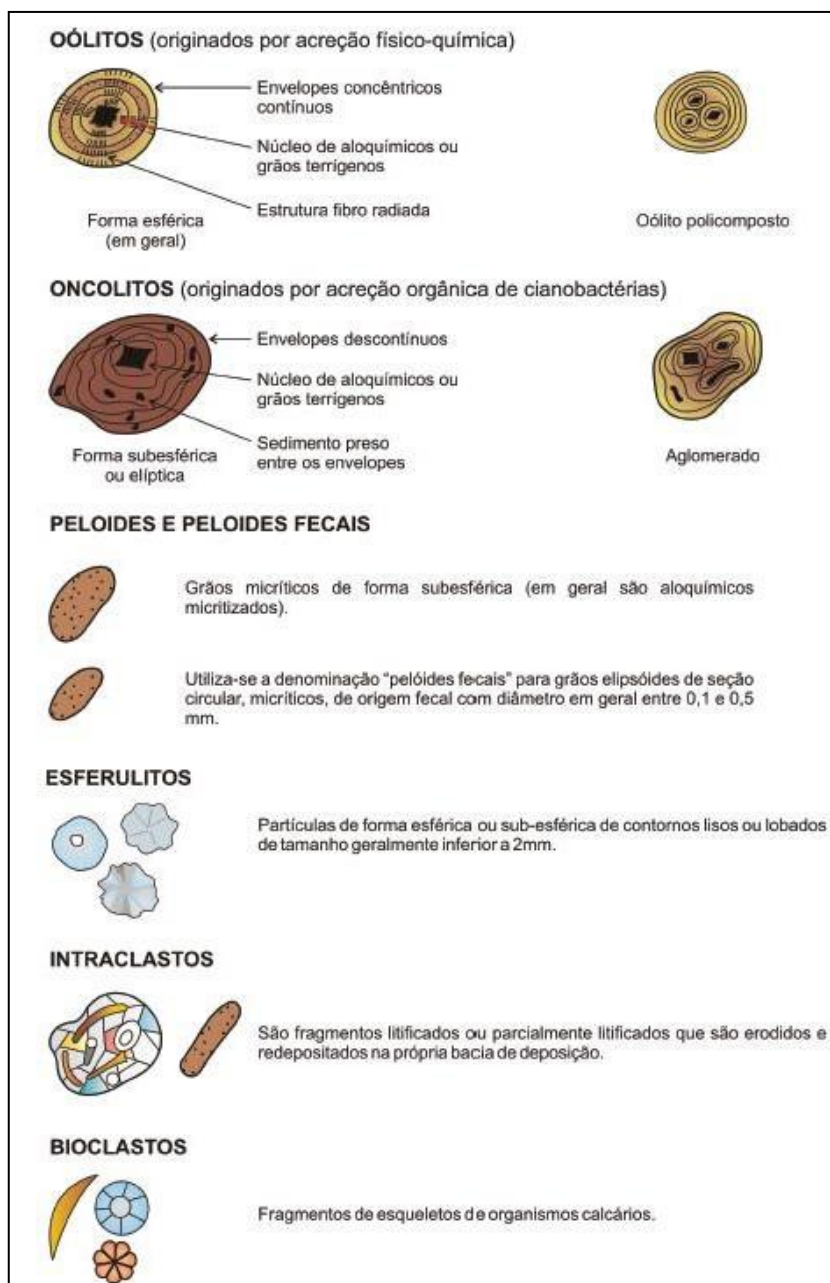 OÓLITOS (originados por acreção físico-química)
Envelopes concêntricos
contínuos
Núcleo de aloquímicos ou
grãos terrígenos
Estrutura fibro radiada
Forma esférica
(em geral)
Oólito policomposto
ONCOLITOS (originados por acreção orgânica de cianobactérias)
Envelopes descontínuos
Núcleo de aloquímicos ou
grãos terrígenos
Sedimento preso
entre os envelopes
Forma subesférica
ou elíptica
Aglomerado
PELOIDES E PELOIDES FECAIS
Grãos micríticos de forma subesférica (em geral são aloquímicos
micritizados).
Utiliza-se a denominação “pelóides fecais” para grãos elipsóides de seção
circular, micríticos, de origem fecal com diâmetro em geral entre 0,1 e 0,5
mm.
ESFERULITOS
Partículas de forma esférica ou sub-esférica de contornos lisos ou lobados
de tamanho geralmente inferior a 2mm.
INTRACLASTOS
São fragmentos litificados ou parcialmente litificados que são erodidos e
redepositados na própria bacia de deposição.
BIOCLASTOS
Fragmentos de esqueletos de organismos calcários.